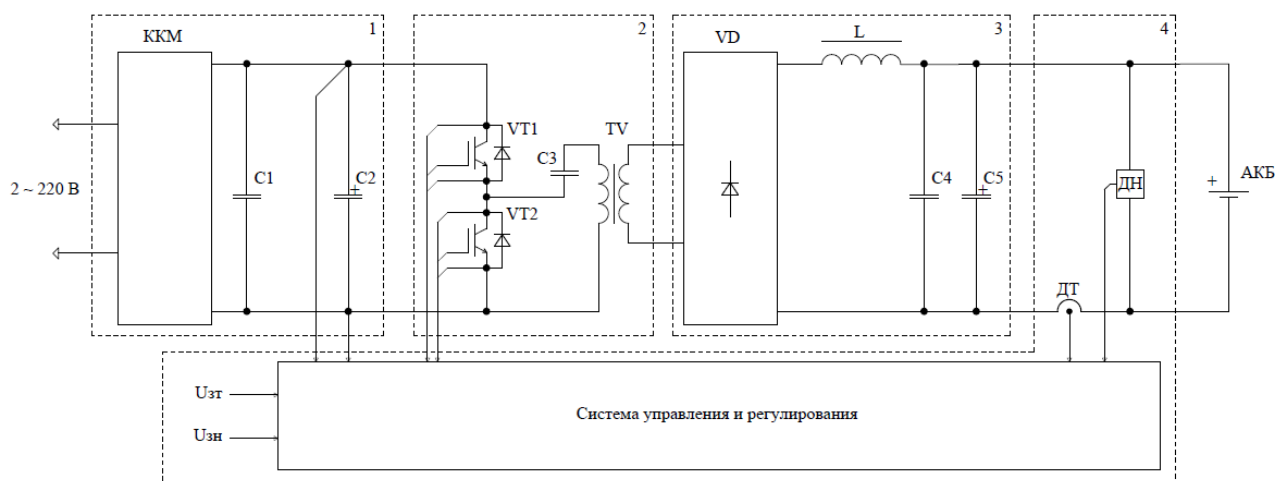 ККМ
1
2
VD
L
3
4
VT1
TV
C3
2 ~ 220 В
C1
C2
+
VT2
C4
C5
+
ДН
+
АКБ
ДТ
Uзт
Uзн
Система управления и регулирования